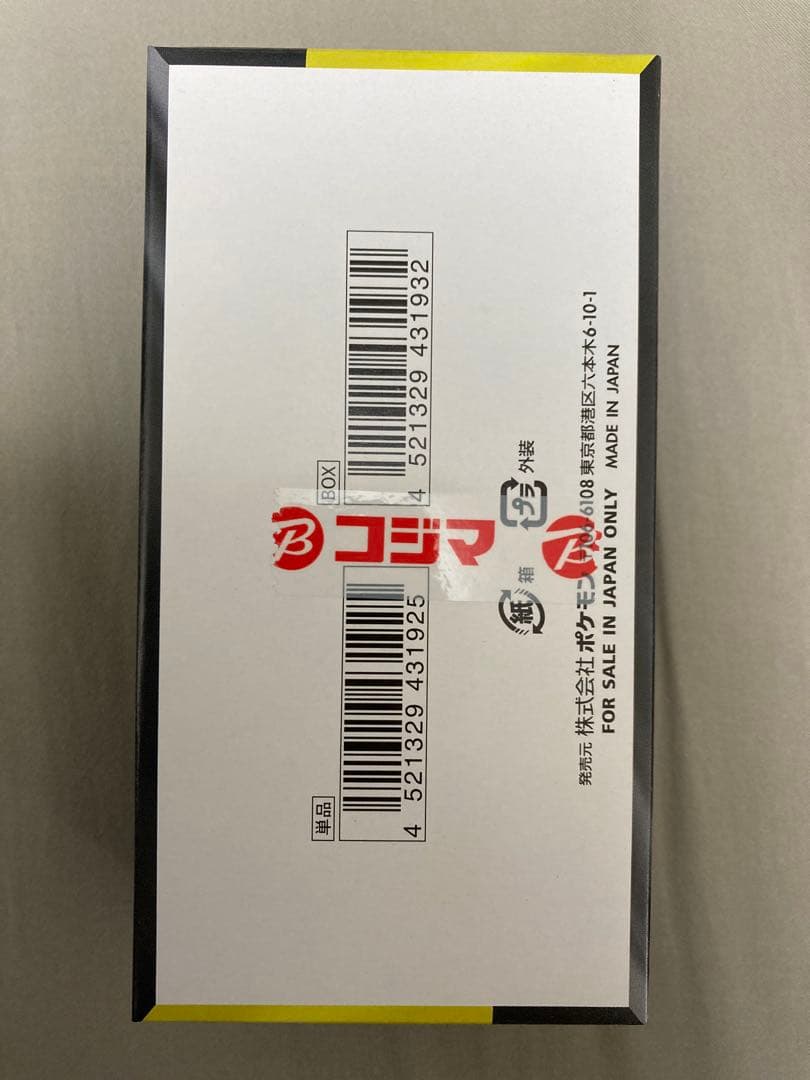 単品
4 521329 431925
BOX
4 521329 431932
B コジマ
紙 箱 プラ 外装
発売元 株式会社ポケモン 〒106-6108 東京都港区六本木6-10-1
FOR SALE IN JAPAN ONLY MADE IN JAPAN